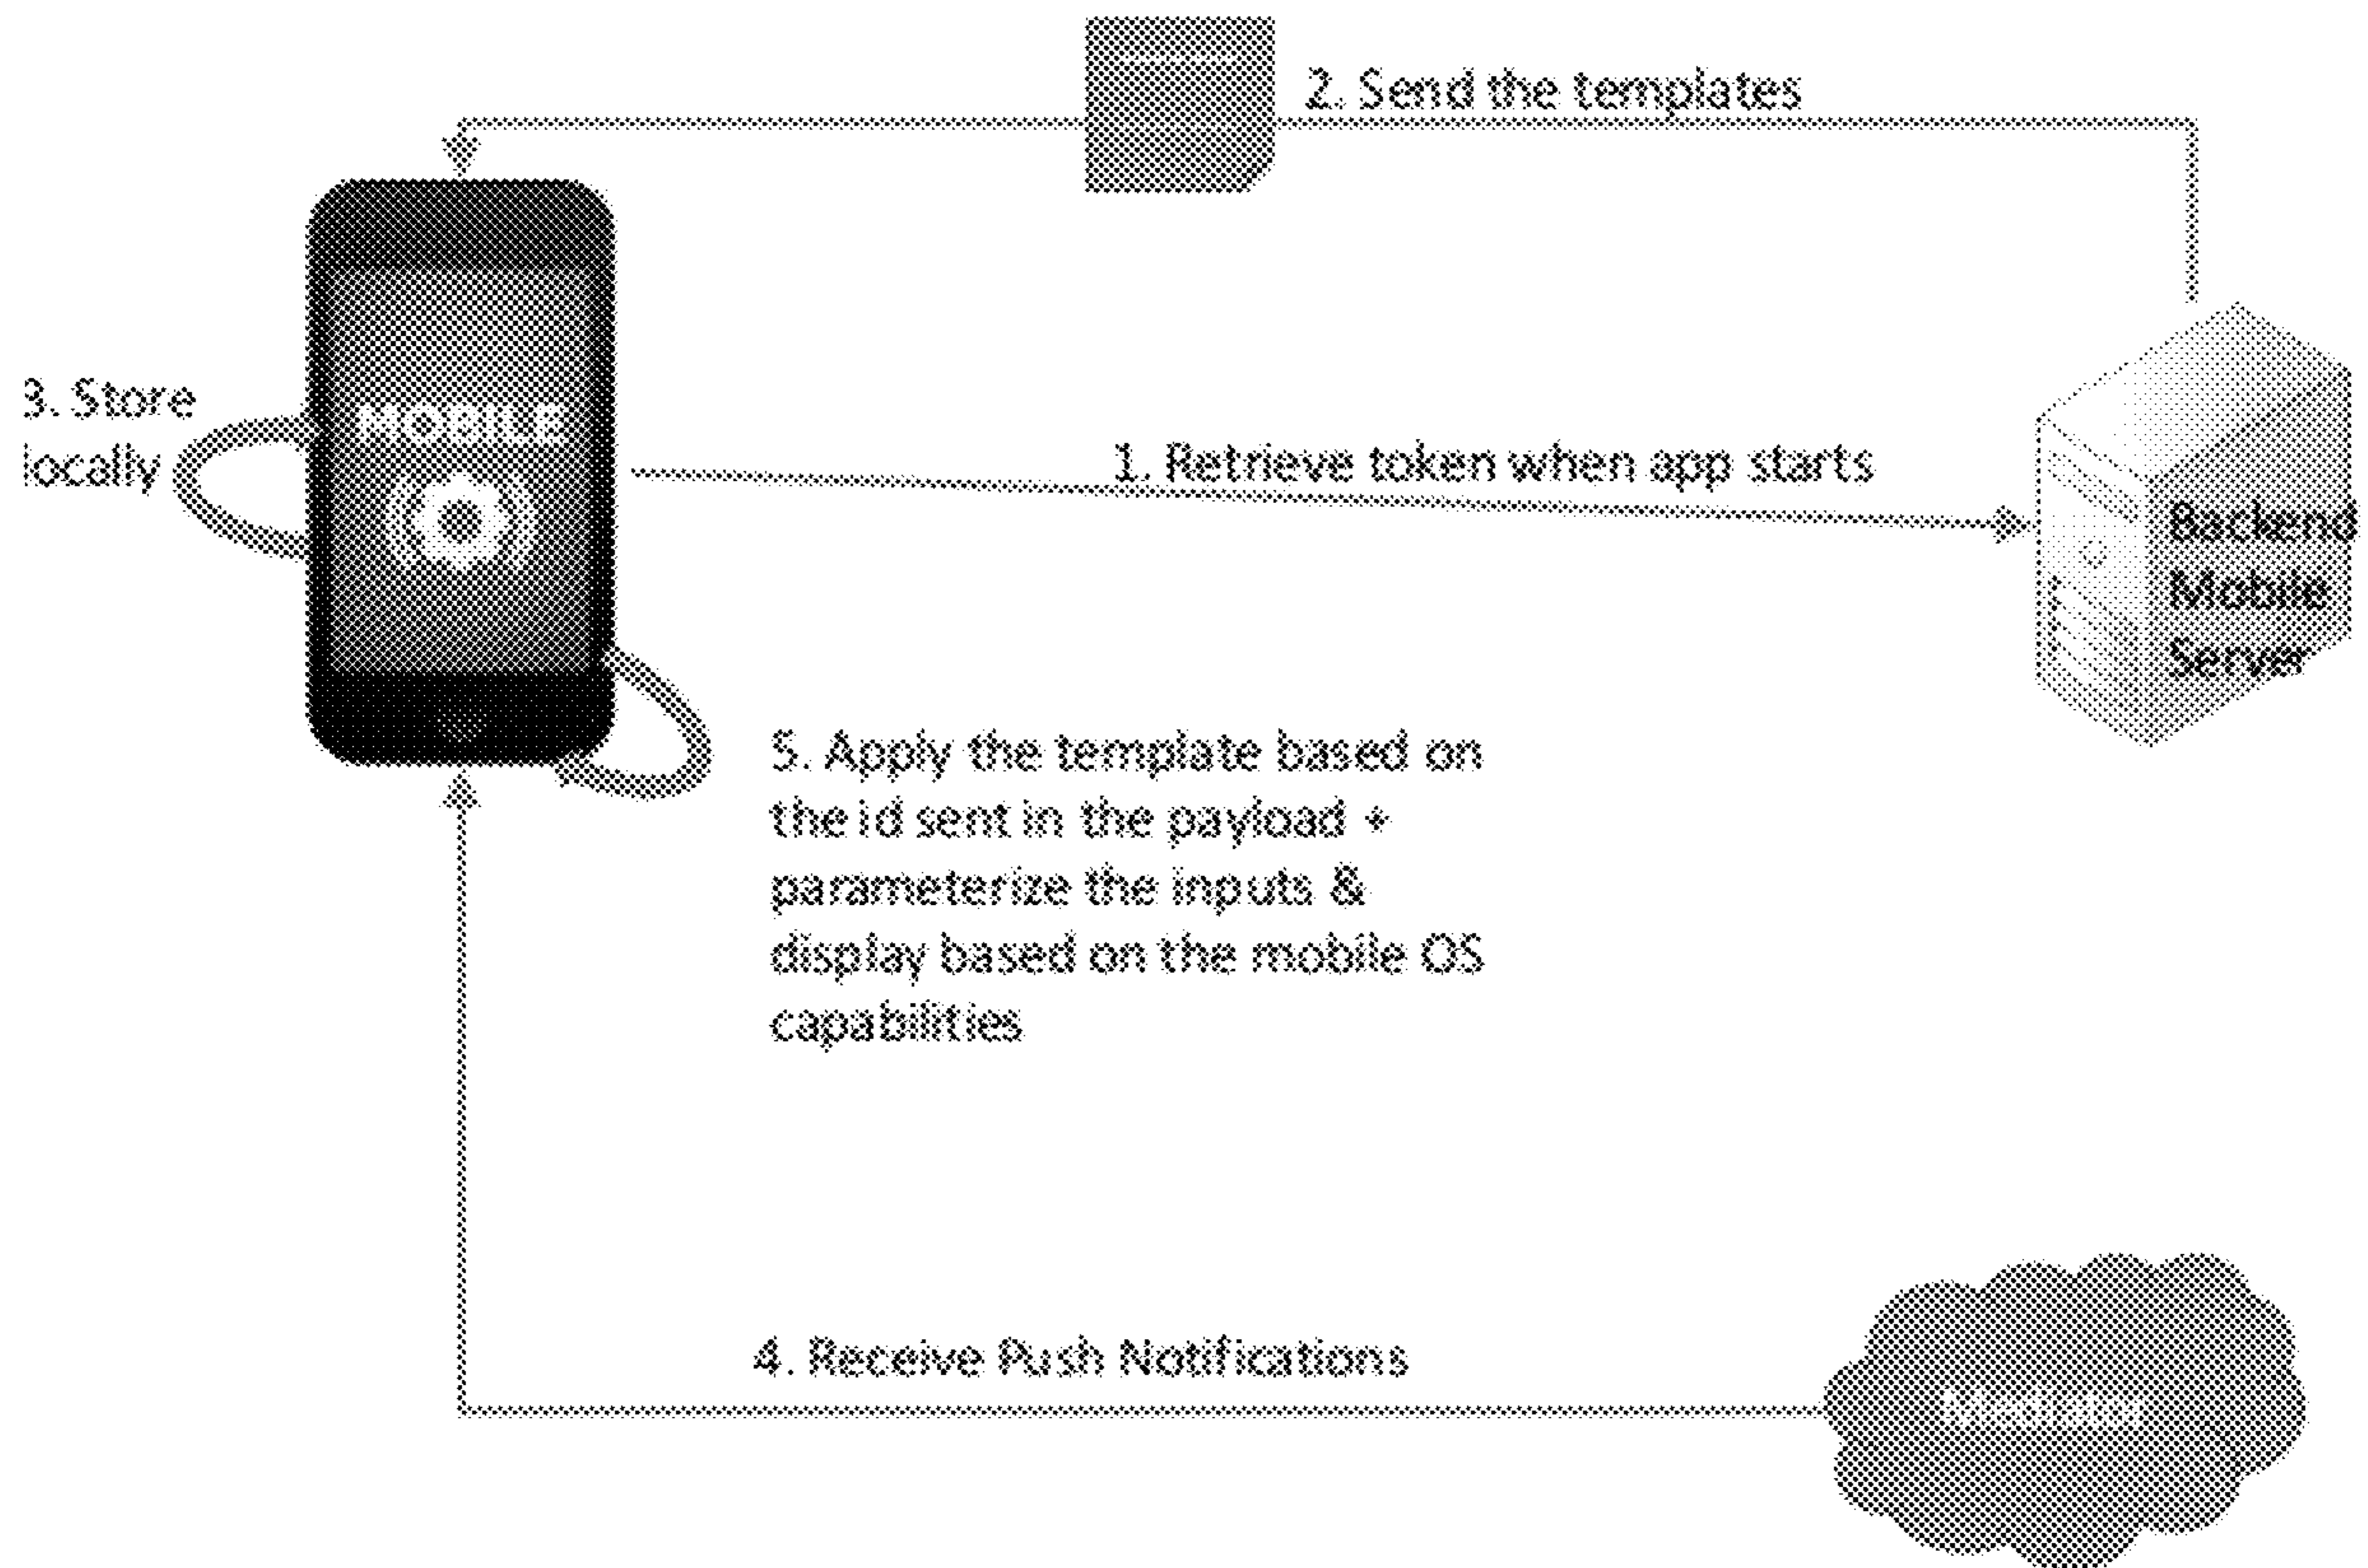 2. Send the templates
3. Store
locally
MOBILE
1. Retrieve token when app starts
Backend
Mobile
Server
5. Apply the template based on
the id sent in the payload +
parameterize the inputs &
display based on the mobile OS
capabilities
4. Receive Push Notifications